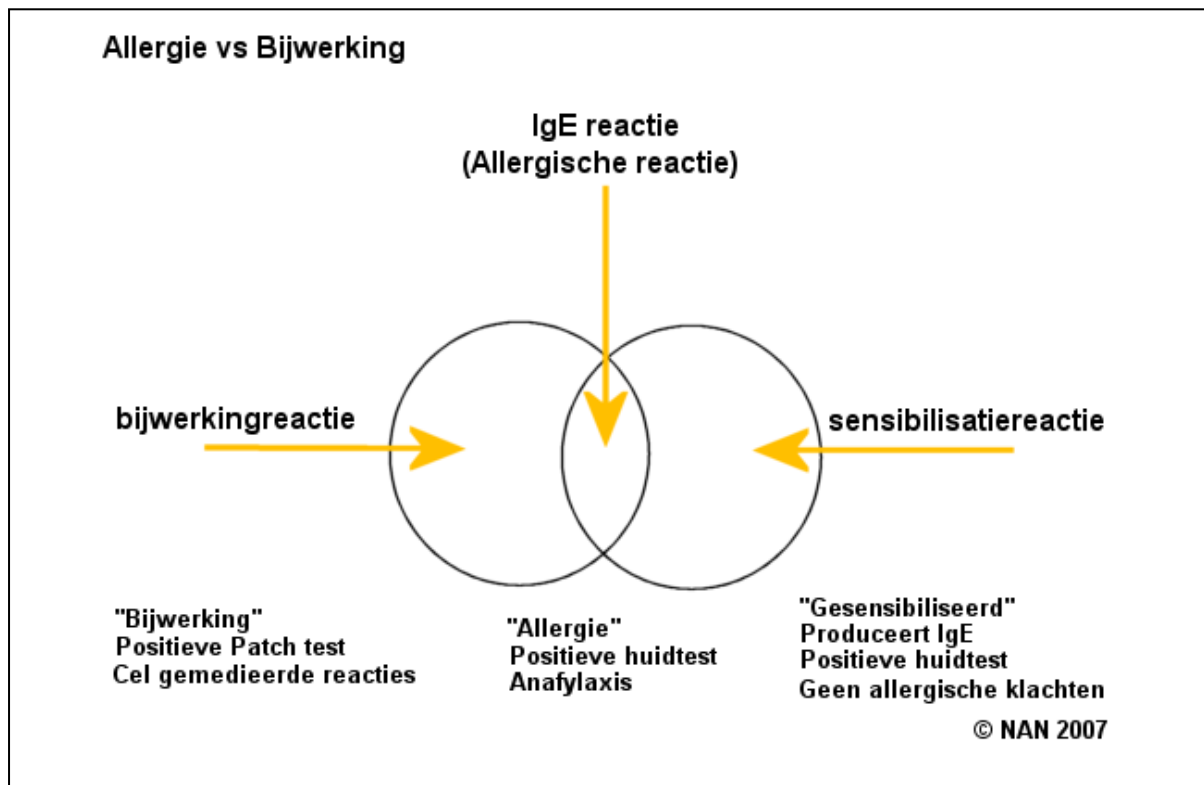 Allergie vs Bijwerking
IgE reactie
(Allergische reactie)
bijwerkingreactie
sensibilisatiereactie
"Bijwerking"
Positieve Patch test
Cel gemedieerde reacties
"Allergie"
Positieve huidtest
Anafylaxis
"Gesensibiliseerd"
Produceert IgE
Positieve huidtest
Geen allergische klachten
© NAN 2007